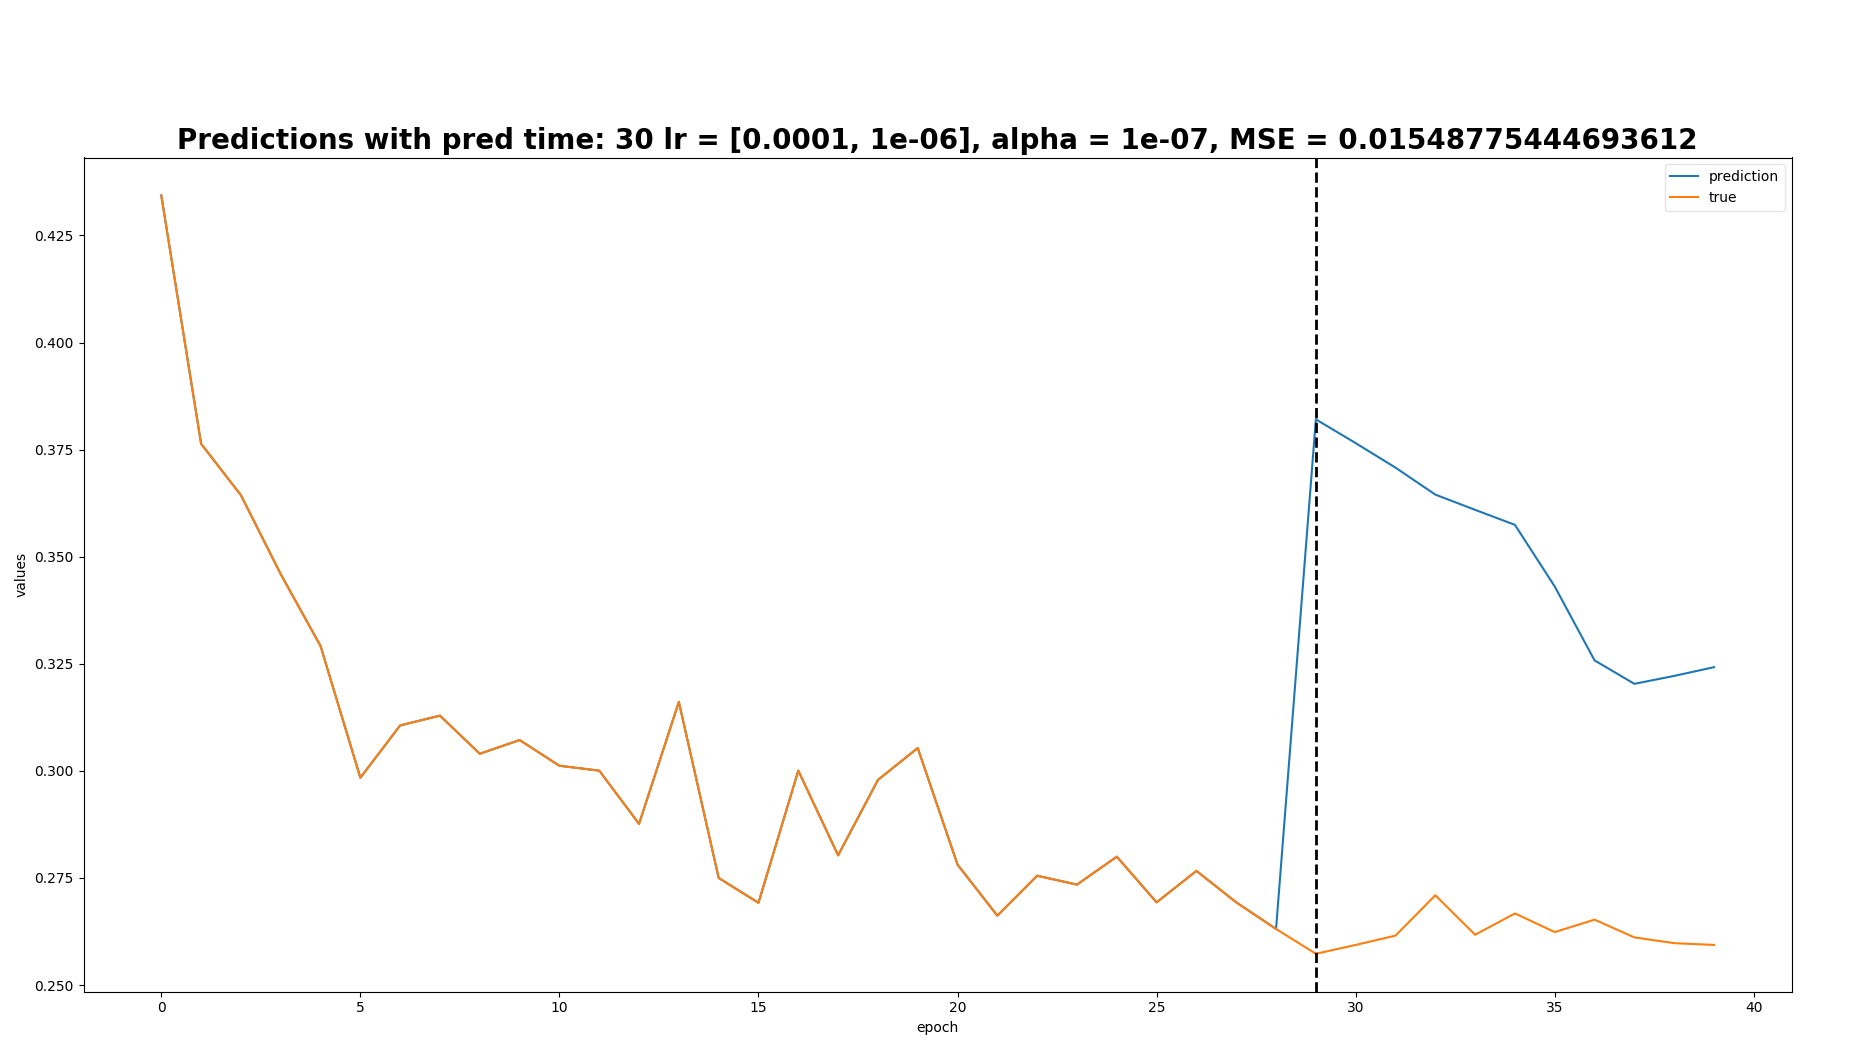 Predictions with pred time: 30 lr = [0.0001, 1e-06], alpha = 1e-07, MSE = 0.01548775444693612
prediction
true
0.425
0.400
0.375
0.350
0.325
0.300
0.275
0.250
values
0 5 10 15 20 25 30 35 40
epoch